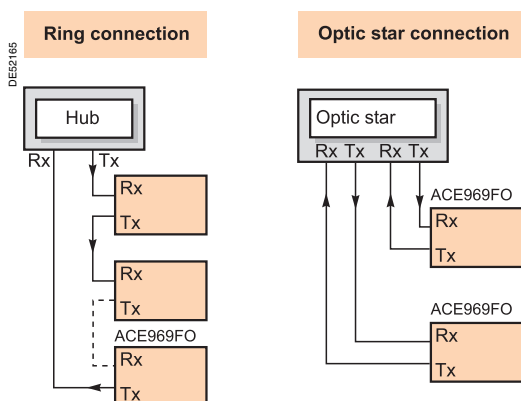 Ring connection
Optic star connection
DE52165
Hub
Rx Tx
Rx
Tx
Rx
Tx
ACE969FO
Rx
Tx
Optic star
Rx Tx Rx Tx
ACE969FO
Rx
Tx
ACE969FO
Rx
Tx